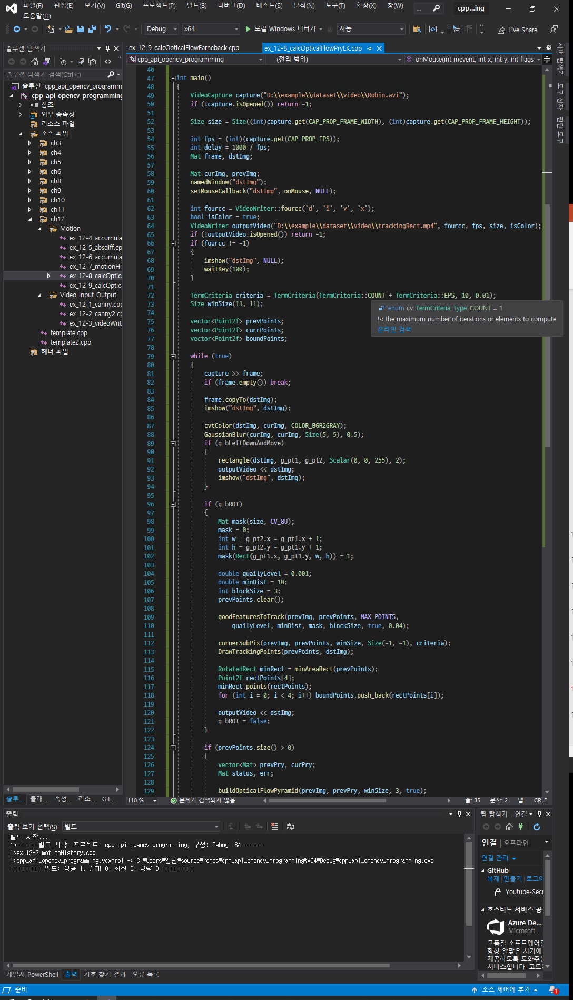 파일(F) 편집(E) 보기(V) Git(G) 프로젝트(P) 빌드(B) 디버그(D) 테스트(S) 분석(N) 도구(T) 확장(X) 창(W)
도움말(H)
... cpp...ing
Debug x64 로컬 Windows 디버거 자동 Live Share
솔루션 탐색기
솔루션 탐색기 검색(Ctrl+;)
솔루션 'cpp_api_opencv_programm
cpp_api_opencv_programming
참조
외부 종속성
리소스 파일
소스 파일
ch3
ch4
ch5
ch6
ch8
ch9
ch10
ch11
ch12
Motion
ex_12-4_accumula
ex_12-5_absdiff.cp
ex_12-6_accumula
ex_12-7_motionHi
ex_12-8_calcOptica
ex_12-9_calcOptica
Video_Input_Output
ex_12-1_canny.cpp
ex_12-2_canny2.cp
ex_12-3_videoWrit
template.cpp
template2.cpp
헤더 파일
솔루... 클래... 속성... 리소... Git...
ex_12-9_calcOpticalFlowFarneback.cpp ex_12-8_calcOpticalFlowPryLK.cpp
cpp_api_opencv_programming (전역 범위) onMouse(int mevent, int x, int y, int flags,
46
47 int main()
48 {
49 VideoCapture capture("D:\\example\\dataset\\video\\Robin.avi");
50 if (!capture.isOpened()) return -1;
51
52 Size size = Size((int)capture.get(CAP_PROP_FRAME_WIDTH), (int)capture.get(CAP_PROP_FRAME_HEIGHT));
53
54 int fps = (int)(capture.get(CAP_PROP_FPS));
55 int delay = 1000 / fps;
56 Mat frame, dstImg;
57
58 Mat curImg, prevImg;
59 namedWindow("dstImg");
60 setMouseCallback("dstImg", onMouse, NULL);
61
62 int fourcc = VideoWriter::fourcc('d', 'i', 'v', 'x');
63 bool isColor = true;
64 VideoWriter outputVideo("D:\\example\\dataset\\video\\trackingRect.mp4", fourcc, fps, size, isColor);
65 if (!outputVideo.isOpened()) return -1;
66 if (fourcc != -1)
67 {
68 imshow("dstImg", NULL);
69 waitKey(100);
70 }
71
72 TermCriteria criteria = TermCriteria(TermCriteria::COUNT + TermCriteria::EPS, 10, 0.01);
73 Size winSize(11, 11);
74
75 vector<Point2f> prevPoints;
76 vector<Point2f> currPoints;
77 vector<Point2f> boundPoints;
78
79 while (true)
80 {
81 capture >> frame;
82 if (frame.empty()) break;
83
84 frame.copyTo(dstImg);
85 imshow("dstImg", dstImg);
86
87 cvtColor(dstImg, curImg, COLOR_BGR2GRAY);
88 GaussianBlur(curImg, curImg, Size(5, 5), 0.5);
89 if (g_bLeftDownAndMove)
90 {
91 rectangle(dstImg, g_pt1, g_pt2, Scalar(0, 0, 255), 2);
92 outputVideo << dstImg;
93 imshow("dstImg", dstImg);
94 }
95
96 if (g_bROI)
97 {
98 Mat mask(size, CV_8U);
99 mask = 0;
100 int w = g_pt2.x - g_pt1.x + 1;
101 int h = g_pt2.y - g_pt1.y + 1;
102 mask(Rect(g_pt1.x, g_pt1.y, w, h)) = 1;
103
104 double quailyLevel = 0.001;
105 double minDist = 10;
106 int blockSize = 3;
107 prevPoints.clear();
108
109 goodFeaturesToTrack(prevImg, prevPoints, MAX_POINTS,
110 quailyLevel, minDist, mask, blockSize, true, 0.04);
111
112 cornerSubPix(prevImg, prevPoints, winSize, Size(-1, -1), criteria);
113 DrawTrackingPoints(prevPoints, dstImg);
114
115 RotatedRect minRect = minAreaRect(prevPoints);
116 Point2f rectPoints[4];
117 minRect.points(rectPoints);
118 for (int i = 0; i < 4; i++) boundPoints.push_back(rectPoints[i]);
119
120 outputVideo << dstImg;
121 g_bROI = false;
122 }
123
124 if (prevPoints.size() > 0)
125 {
126 vector<Mat> prevPry, curPry;
127 Mat status, err;
128
129 buildOpticalFlowPyramid(prevImg, prevPry, winSize, 3, true);
enum cv::TermCriteria::Type::COUNT = 1
!< the maximum number of iterations or elements to compute
온라인 검색
110 % 문제가 검색되지 않음 줄: 35 문자: 2 탭 CRLF
서버 탐색기
도구 상자
진단 도구
출력
출력 보기 선택(S): 빌드
빌드 시작...
1>------ 빌드 시작: 프로젝트: cpp_api_opencv_programming, 구성: Debug x64 ------
1>ex_12-7_motionHistory.cpp
1>cpp_api_opencv_programming.vcxproj -> C:₩Users₩인턴₩source₩repos₩cpp_api_opencv_programming₩x64₩Debug₩cpp_api_opencv_programming.exe
========== 빌드: 성공 1, 실패 0, 최신 0, 생략 0 ==========
개발자 PowerShell 출력 기호 찾기 결과 오류 목록
팀 탐색기 - 연결
연결 | 오프라인
연결 관리
GitHub
복제 만들기 로그아
Youtube-Secr
호스티드 서비스 공
Azure De...
Microsoft...
고품질 소프트웨어를
항상 알맞은 시기에
제공하도록 도와주는
서비스입니다. 코드
준비 소스 제어에 추가 1